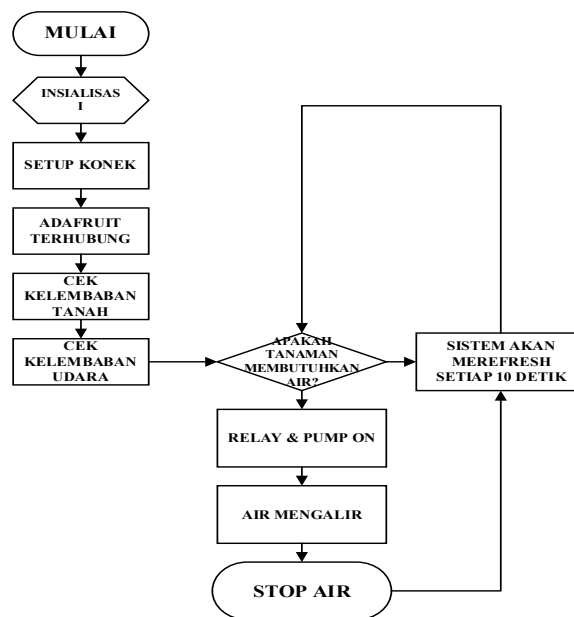 MULAI
INSIALISAS
I
SETUP KONEK
ADAFRUIT
TERHUBUNG
CEK
KELEMBABAN
TANAH
CEK
KELEMBABAN
UDARA
APAKAH
TANAMAN
MEMBUTUHKAN
AIR?
SISTEM AKAN
MEREFRESH
SETIAP 10 DETIK
RELAY & PUMP ON
AIR MENGALIR
STOP AIR